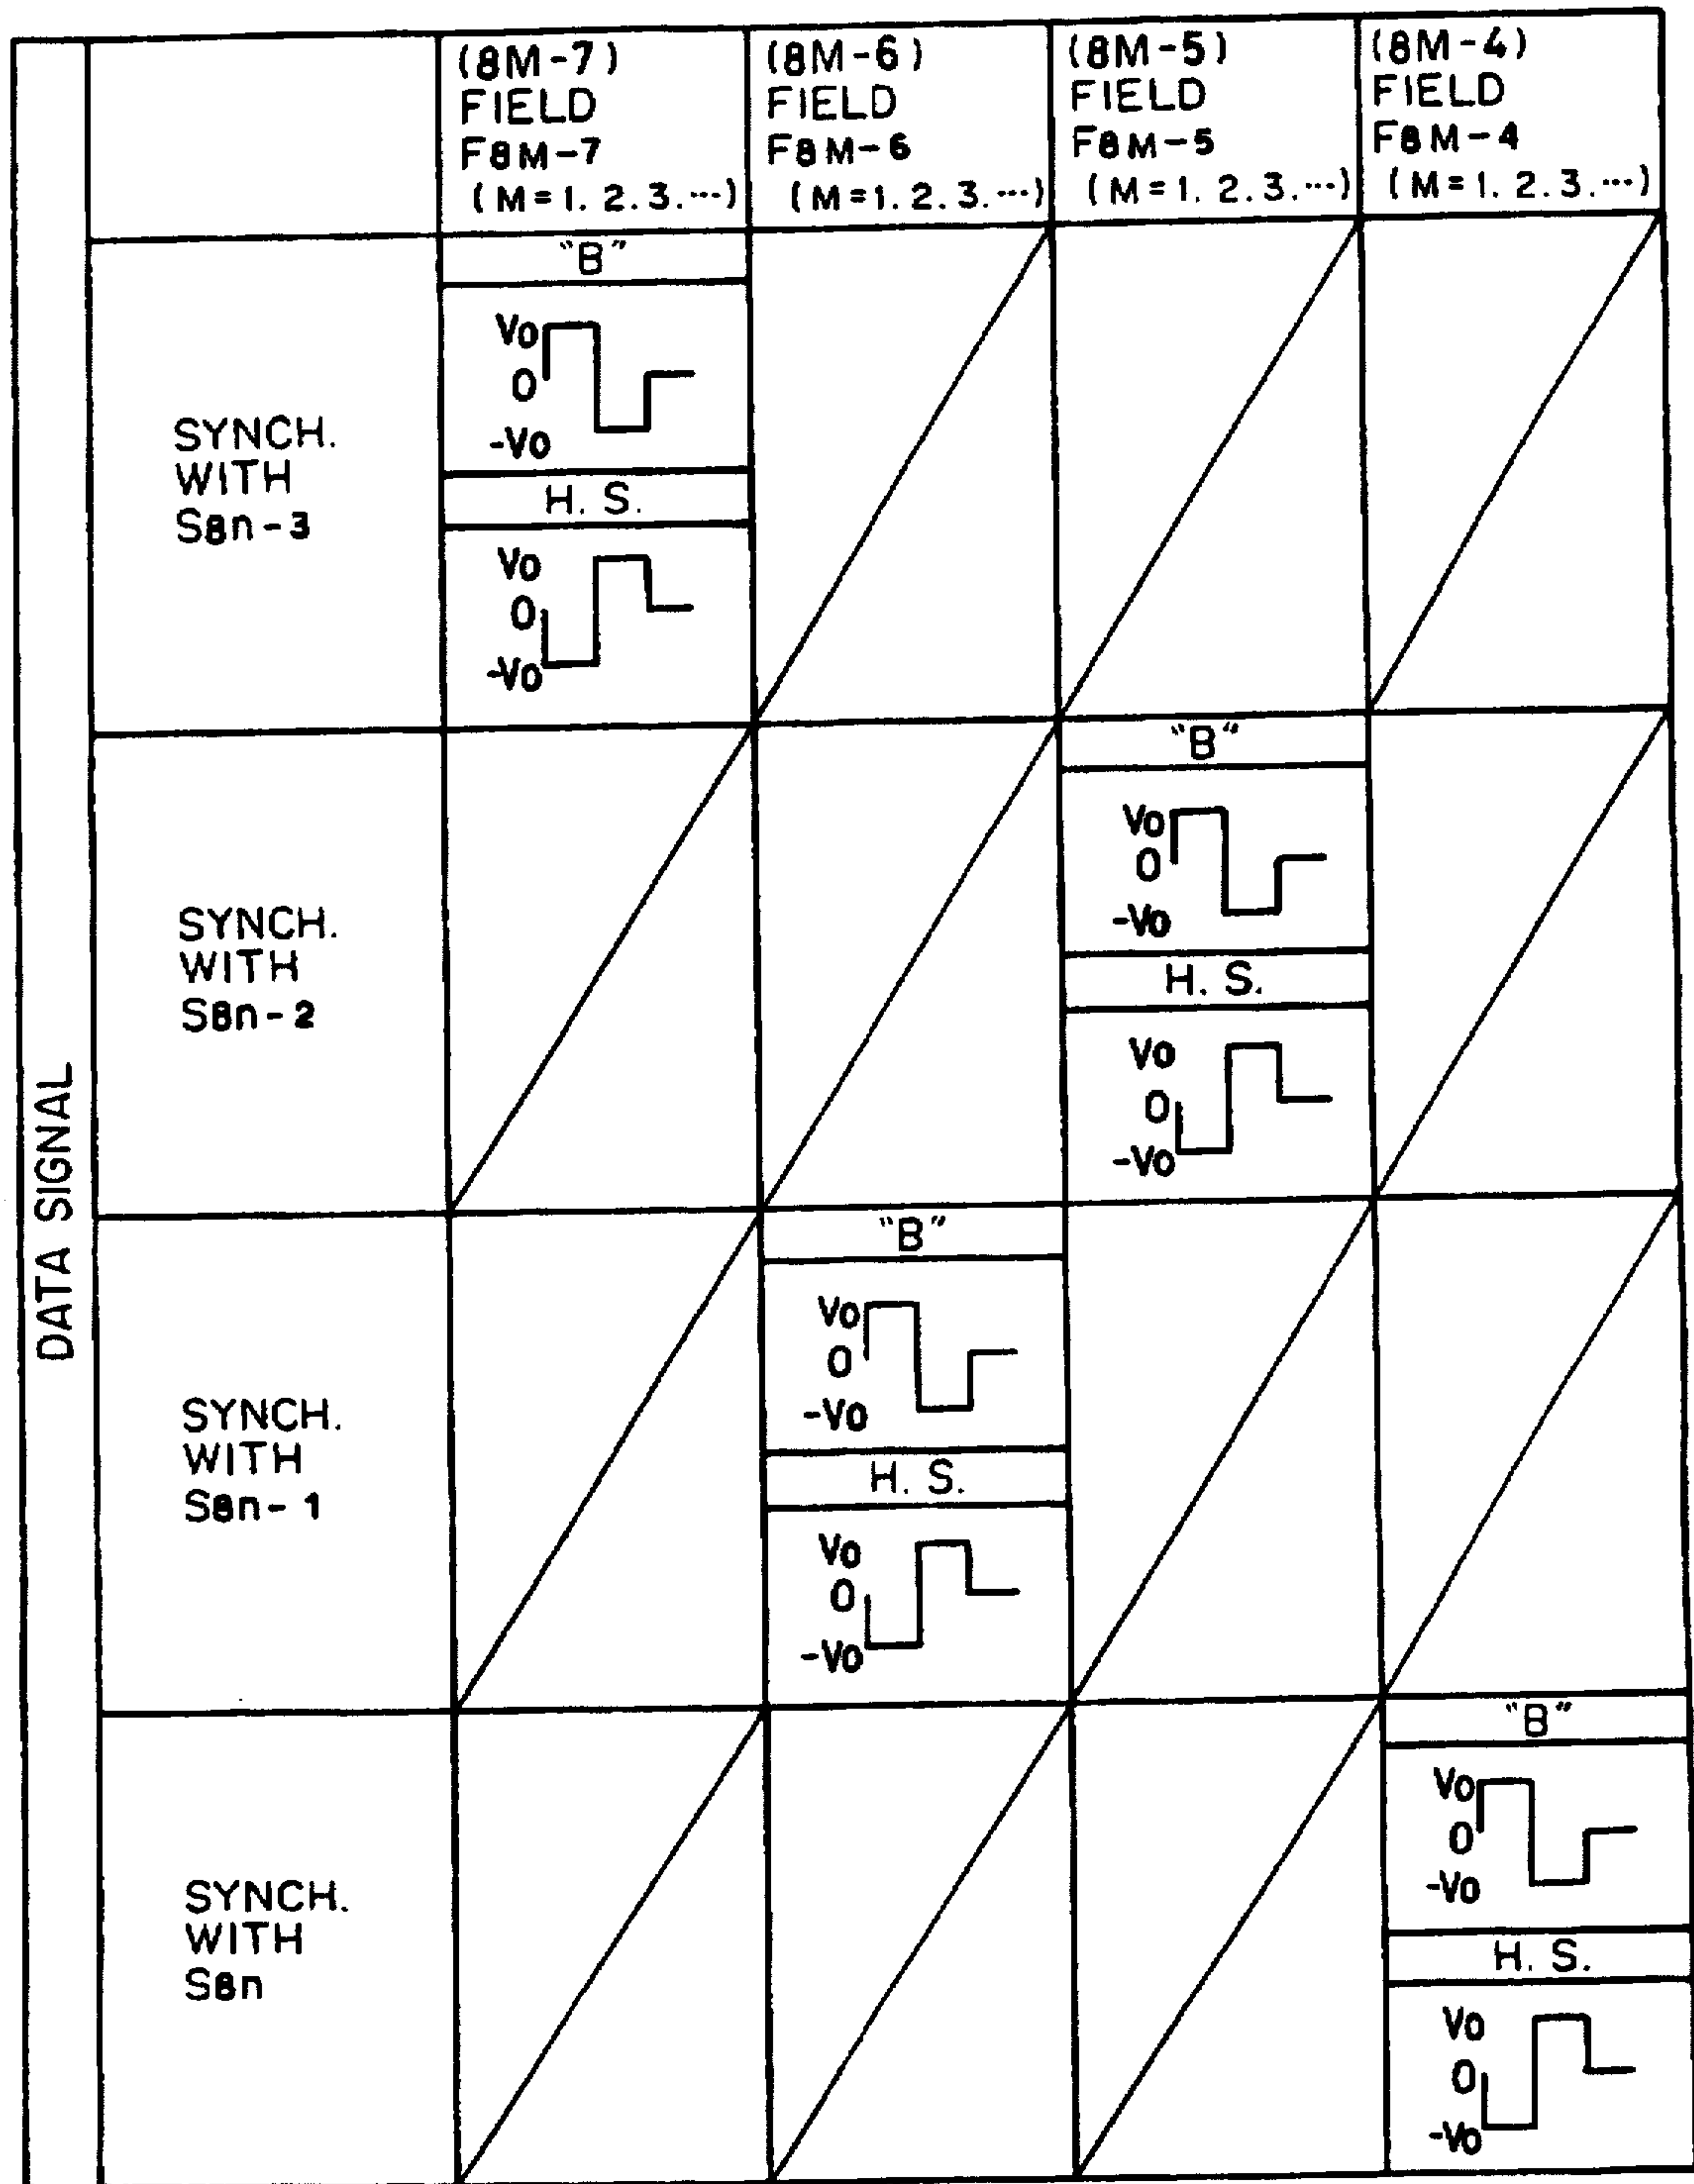 (8M-7)
FIELD
F8M-7
(M=1. 2. 3. ...)
(8M-6)
FIELD
F8M-6
(M=1. 2. 3. ...)
(8M-5)
FIELD
F8M-5
(M=1. 2. 3. ...)
(8M-4)
FIELD
F8M-4
(M=1. 2. 3. ...)
DATA SIGNAL
SYNCH.
WITH
S8n-3
"B"
Vo
0
-Vo
H. S.
Vo
0
-Vo
SYNCH.
WITH
S8n-2
"B"
Vo
0
-Vo
H. S.
Vo
0
-Vo
SYNCH.
WITH
S8n-1
"B"
Vo
0
-Vo
H. S.
Vo
0
-Vo
SYNCH.
WITH
S8n
"B"
Vo
0
-Vo
H. S.
Vo
0
-Vo